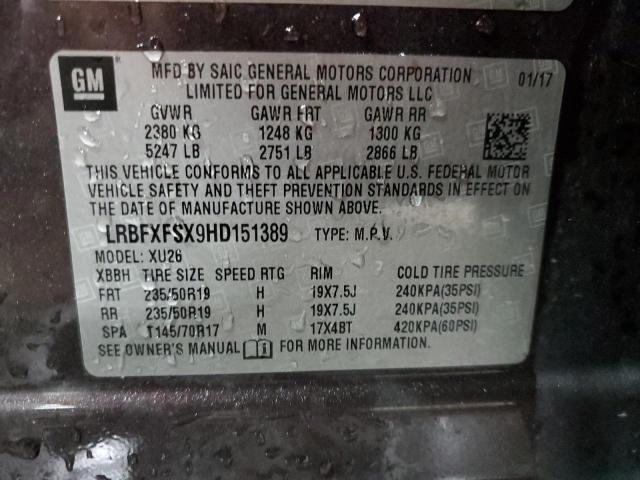 GM
MFD BY SAIC GENERAL MOTORS CORPORATION 01/17
LIMITED FOR GENERAL MOTORS LLC
GVWR GAWR FRT GAWR RR
2380 KG 1248 KG 1300 KG
5247 LB 2751 LB 2866 LB
THIS VEHICLE CONFORMS TO ALL APPLICABLE U.S. FEDERAL MOTOR
VEHICLE SAFETY AND THEFT PREVENTION STANDARDS IN EFFECT ON
THE DATE OF MANUFACTURE SHOWN ABOVE.
LRBFXFSX9HD151389 TYPE: M.P.V.
MODEL: XU26
XBBH TIRE SIZE SPEED RTG RIM COLD TIRE PRESSURE
FRT 235/50R19 H 19X7.5J 240KPA(35PSI)
RR 235/50R19 H 19X7.5J 240KPA(35PSI)
SPA T145/70R17 M 17X4BT 420KPA(60PSI)
SEE OWNER'S MANUAL FOR MORE INFORMATION.